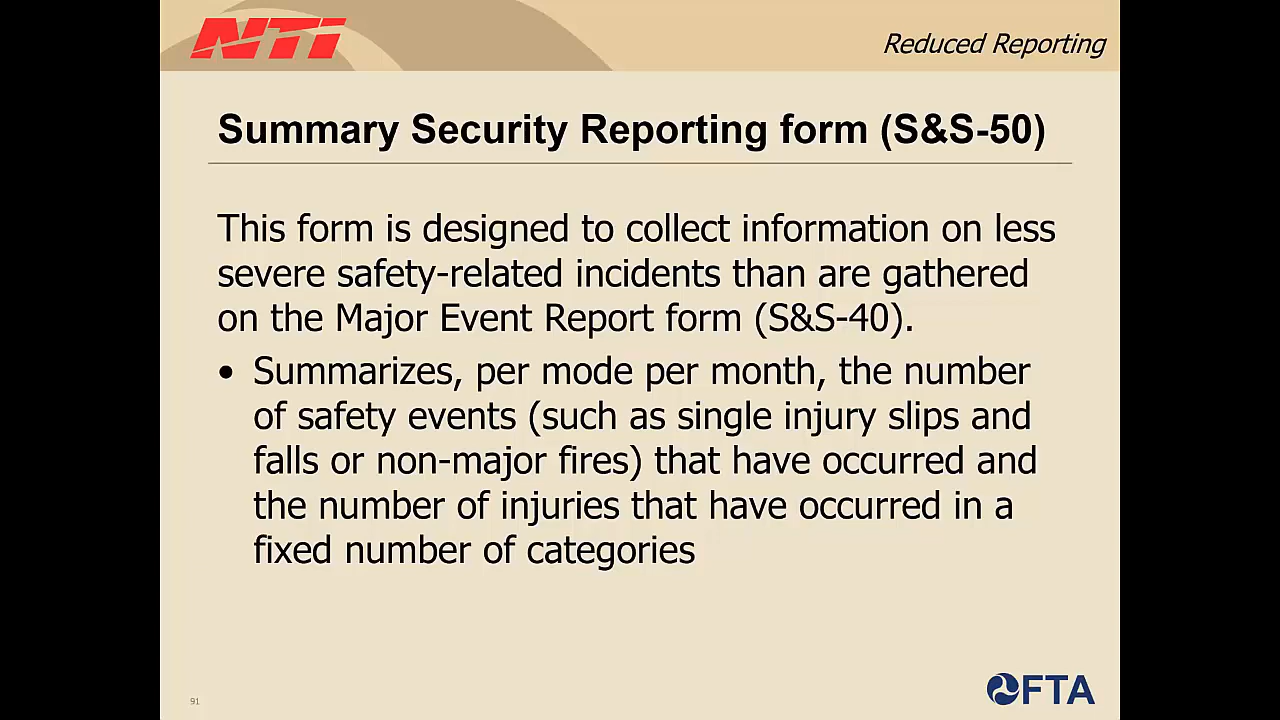 NTI
Reduced Reporting
Summary Security Reporting form (S&S-50)
This form is designed to collect information on less
severe safety-related incidents than are gathered
on the Major Event Report form (S&S-40).
• Summarizes, per mode per month, the number
of safety events (such as single injury slips and
falls or non-major fires) that have occurred and
the number of injuries that have occurred in a
fixed number of categories
91
FTA